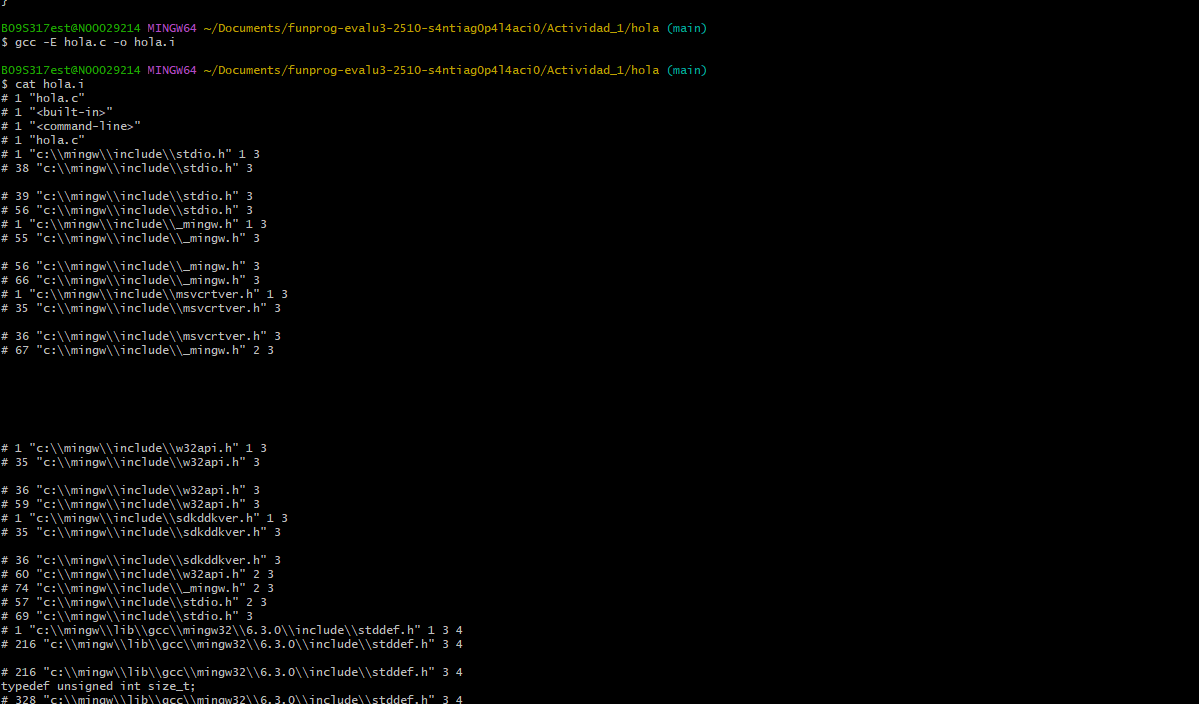 }
BO9S317est@NOOO29214 MINGW64 ~/Documents/funprog-evalu3-2510-s4ntiag0p4l4ci0/Actividad_1/hola (main)
$ gcc -E hola.c -o hola.i
BO9S317est@NOOO29214 MINGW64 ~/Documents/funprog-evalu3-2510-s4ntiag0p4l4ci0/Actividad_1/hola (main)
$ cat hola.i
# 1 "hola.c"
# 1 "<built-in>"
# 1 "<command-line>"
# 1 "hola.c"
# 1 "c:\\mingw\\include\\stdio.h" 1 3
# 38 "c:\\mingw\\include\\stdio.h" 3
# 39 "c:\\mingw\\include\\stdio.h" 3
# 56 "c:\\mingw\\include\\stdio.h" 3
# 1 "c:\\mingw\\include\\_mingw.h" 1 3
# 55 "c:\\mingw\\include\\_mingw.h" 3
# 56 "c:\\mingw\\include\\_mingw.h" 3
# 66 "c:\\mingw\\include\\_mingw.h" 3
# 1 "c:\\mingw\\include\\msvcrtver.h" 1 3
# 35 "c:\\mingw\\include\\msvcrtver.h" 3
# 36 "c:\\mingw\\include\\msvcrtver.h" 3
# 67 "c:\\mingw\\include\\_mingw.h" 2 3
# 1 "c:\\mingw\\include\\w32api.h" 1 3
# 35 "c:\\mingw\\include\\w32api.h" 3
# 36 "c:\\mingw\\include\\w32api.h" 3
# 59 "c:\\mingw\\include\\w32api.h" 3
# 1 "c:\\mingw\\include\\sdkddkver.h" 1 3
# 35 "c:\\mingw\\include\\sdkddkver.h" 3
# 36 "c:\\mingw\\include\\sdkddkver.h" 3
# 60 "c:\\mingw\\include\\w32api.h" 2 3
# 74 "c:\\mingw\\include\\_mingw.h" 2 3
# 57 "c:\\mingw\\include\\stdio.h" 2 3
# 69 "c:\\mingw\\include\\stdio.h" 3
# 1 "c:\\mingw\\lib\\gcc\\mingw32\\6.3.0\\include\\stddef.h" 1 3 4
# 216 "c:\\mingw\\lib\\gcc\\mingw32\\6.3.0\\include\\stddef.h" 3 4
# 216 "c:\\mingw\\lib\\gcc\\mingw32\\6.3.0\\include\\stddef.h" 3 4
typedef unsigned int size_t;
# 328 "c:\\mingw\\lib\\gcc\\mingw32\\6.3.0\\include\\stddef.h" 3 4